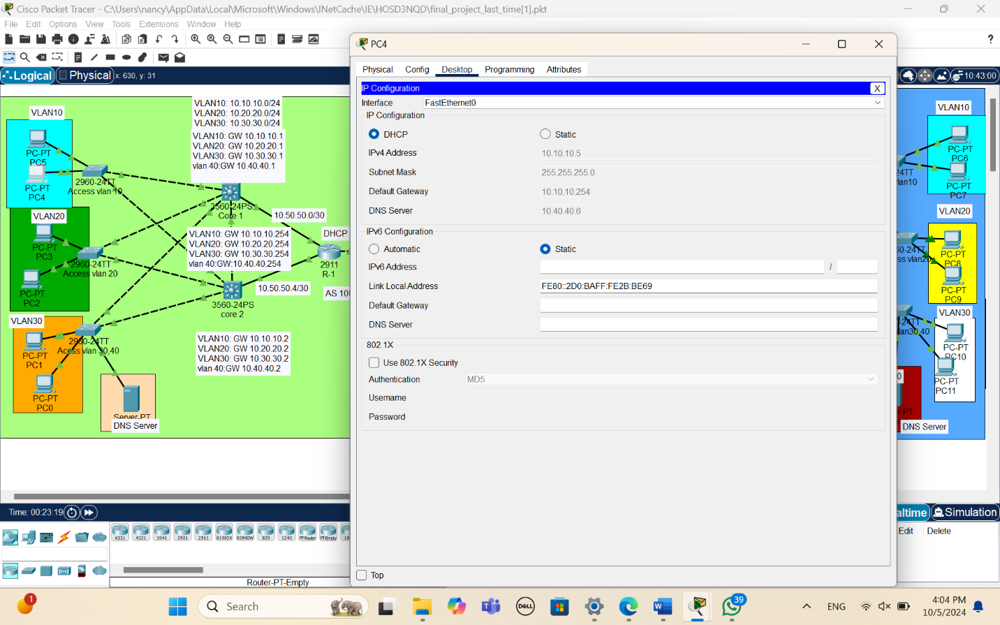 Cisco Packet Tracer - C:\Users\nancy\AppData\Local\Microsoft\Windows\INetCache\IE\HOSD3NQD\final_project_last_time[1].pkt
File Edit Options View Tools Extensions Window Help
Logical
Physical
x: 630, y: 31
10:43:00
VLAN10
PC-PT
PC5
PC-PT
PC4
VLAN20
PC-PT
PC3
PC-PT
PC2
VLAN30
PC-PT
PC1
PC-PT
PC0
2960-24TT
Access vlan 10
2960-24TT
Access vlan 20
2960-24TT
Acess vlan 30,40
Server-PT
DNS Server
VLAN10: 10.10.10.0/24
VLAN20: 10.20.20.0/24
VLAN30: 10.30.30.0/24
VLAN10: GW 10.10.10.1
VLAN20: GW 10.20.20.1
VLAN30: GW 10.30.30.1
vlan 40:GW 10.40.40.1
3560-24PS
Core 1
10.50.50.0/30
DHCP
VLAN10: GW 10.10.10.254
VLAN20: GW 10.20.20.254
VLAN30: GW 10.30.30.254
vlan 40:GW:10.40.40.254
2911
R-1
10.50.50.4/30
AS 100
3560-24PS
core 2
VLAN10: GW 10.10.10.2
VLAN20: GW 10.20.20.2
VLAN30: GW 10.30.30.2
vlan 40:GW 10.40.40.2
PC4
Physical Config Desktop Programming Attributes
IP Configuration
X
Interface FastEthernet0
IP Configuration
DHCP Static
IPv4 Address 10.10.10.5
Subnet Mask 255.255.255.0
Default Gateway 10.10.10.254
DNS Server 10.40.40.6
IPv6 Configuration
Automatic Static
IPv6 Address /
Link Local Address FE80::2D0:BAFF:FE2B:BE69
Default Gateway
DNS Server
802.1X
Use 802.1X Security
Authentication MD5
Username
Password
Top
VLAN10
PC-PT
PC6
PC-PT
PC7
24TT
lan10
VLAN20
PC-PT
PC8
PC-PT
PC9
60-24TT
ss vlan20
VLAN30
PC-PT
PC10
PC-PT
PC11
-24TT
lan30,40
0
r-PT
DNS Server
Time: 00:23:19
altime
Simulation
Edit Delete
4331 4321 1941 2901 2911 819IOX 819HGW 829 1240 PT-Router PT-Empty 18
Router-PT-Empty
1
Search
DELL
39
ENG
4:04 PM
10/5/2024